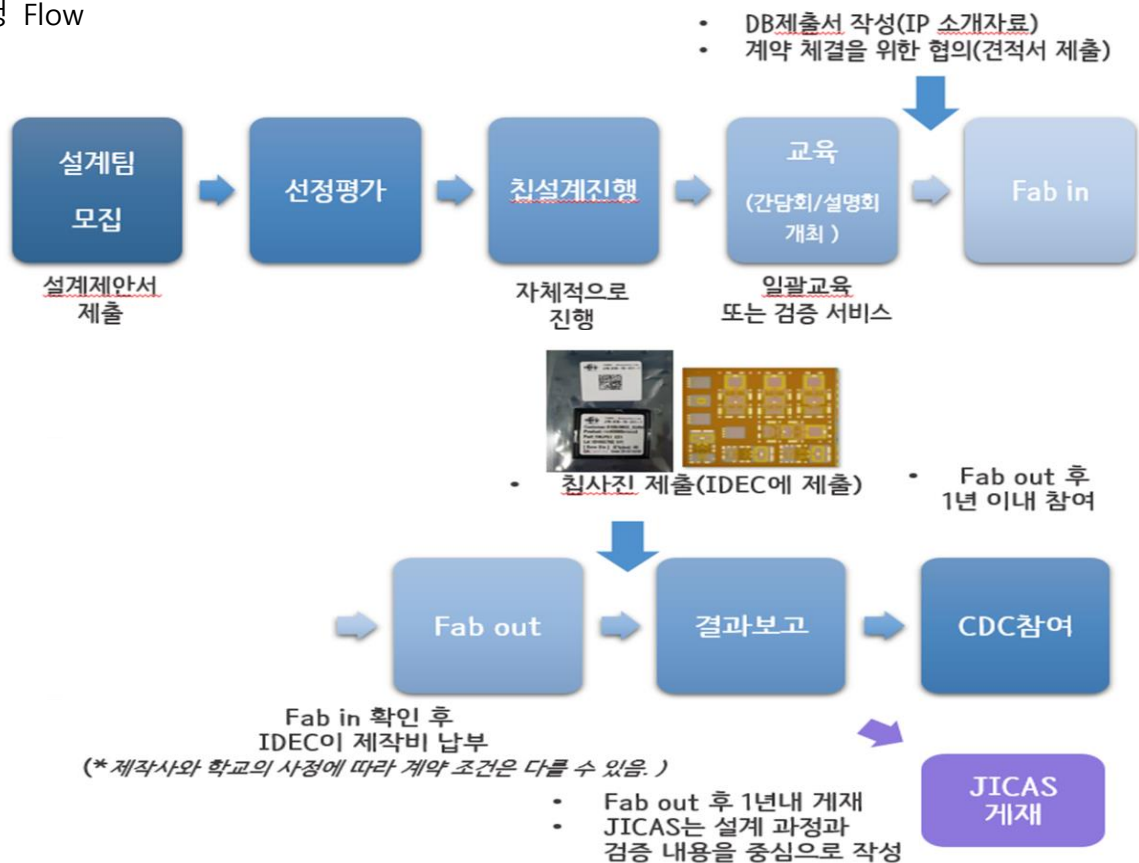 Flow
• DB제출서 작성(IP 소개자료)
• 계약 체결을 위한 협의(견적서 제출)
설계팀
모집
선정평가
칩설계진행
교육
(간담회/설명회
개최 )
Fab in
설계제안서
제출
자체적으로
진행
일괄교육
또는 검증 서비스
• 칩사진 제출(IDEC에 제출)
• Fab out 후
1년 이내 참여
Fab out
결과보고
CDC참여
Fab in 확인 후
IDEC이 제작비 납부
(* 제작사와 학교의 사정에 따라 계약 조건은 다를 수 있음. )
JICAS
게재
• Fab out 후 1년내 게재
• JICAS는 설계 과정과
검증 내용을 중심으로 작성